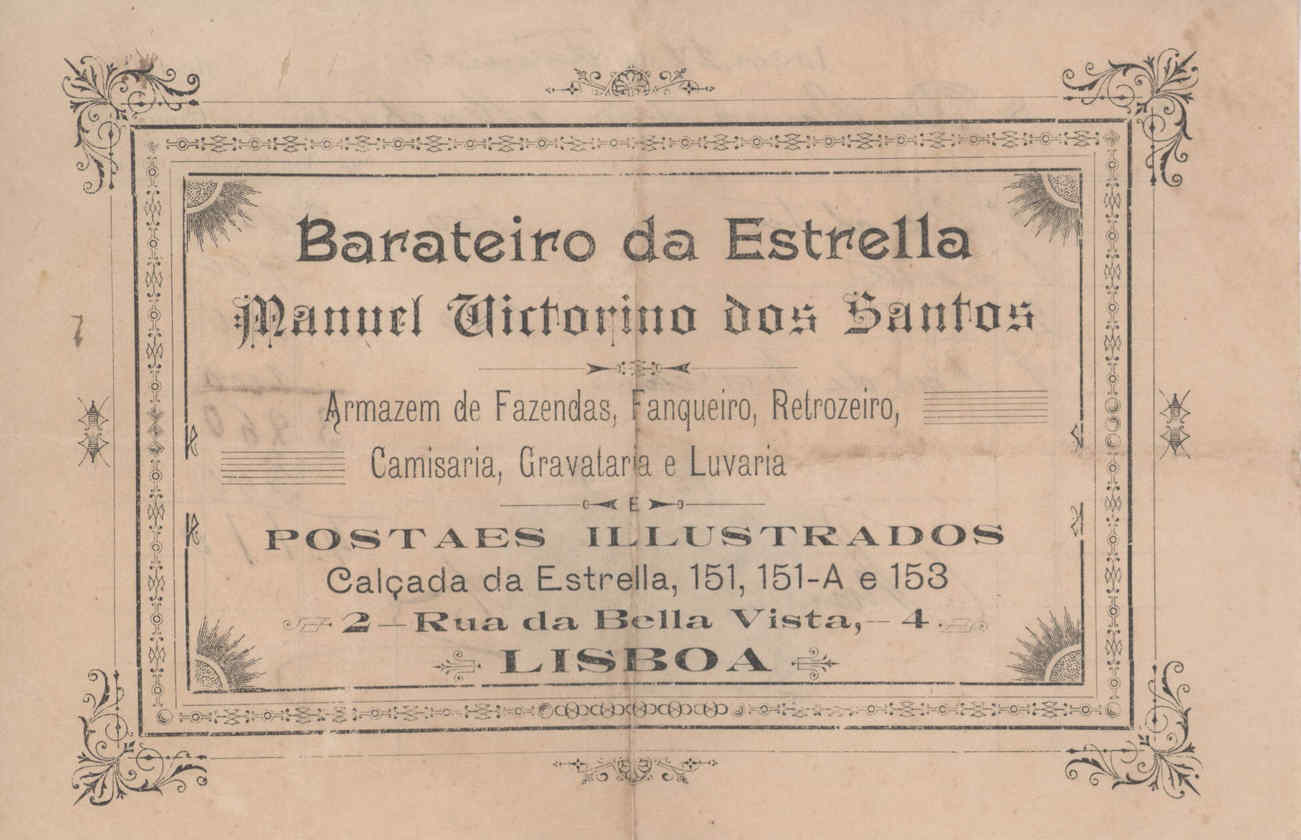 Barateiro da Estrella
Manuel Victorino dos Santos
Armazem de Fazendas, Fanqueiro, Retrozeiro,
Camisaria, Gravataria e Luvaria
E
POSTAES ILLUSTRADOS
Calçada da Estrella, 151, 151-A e 153
2—Rua da Bella Vista,—4
LISBOA